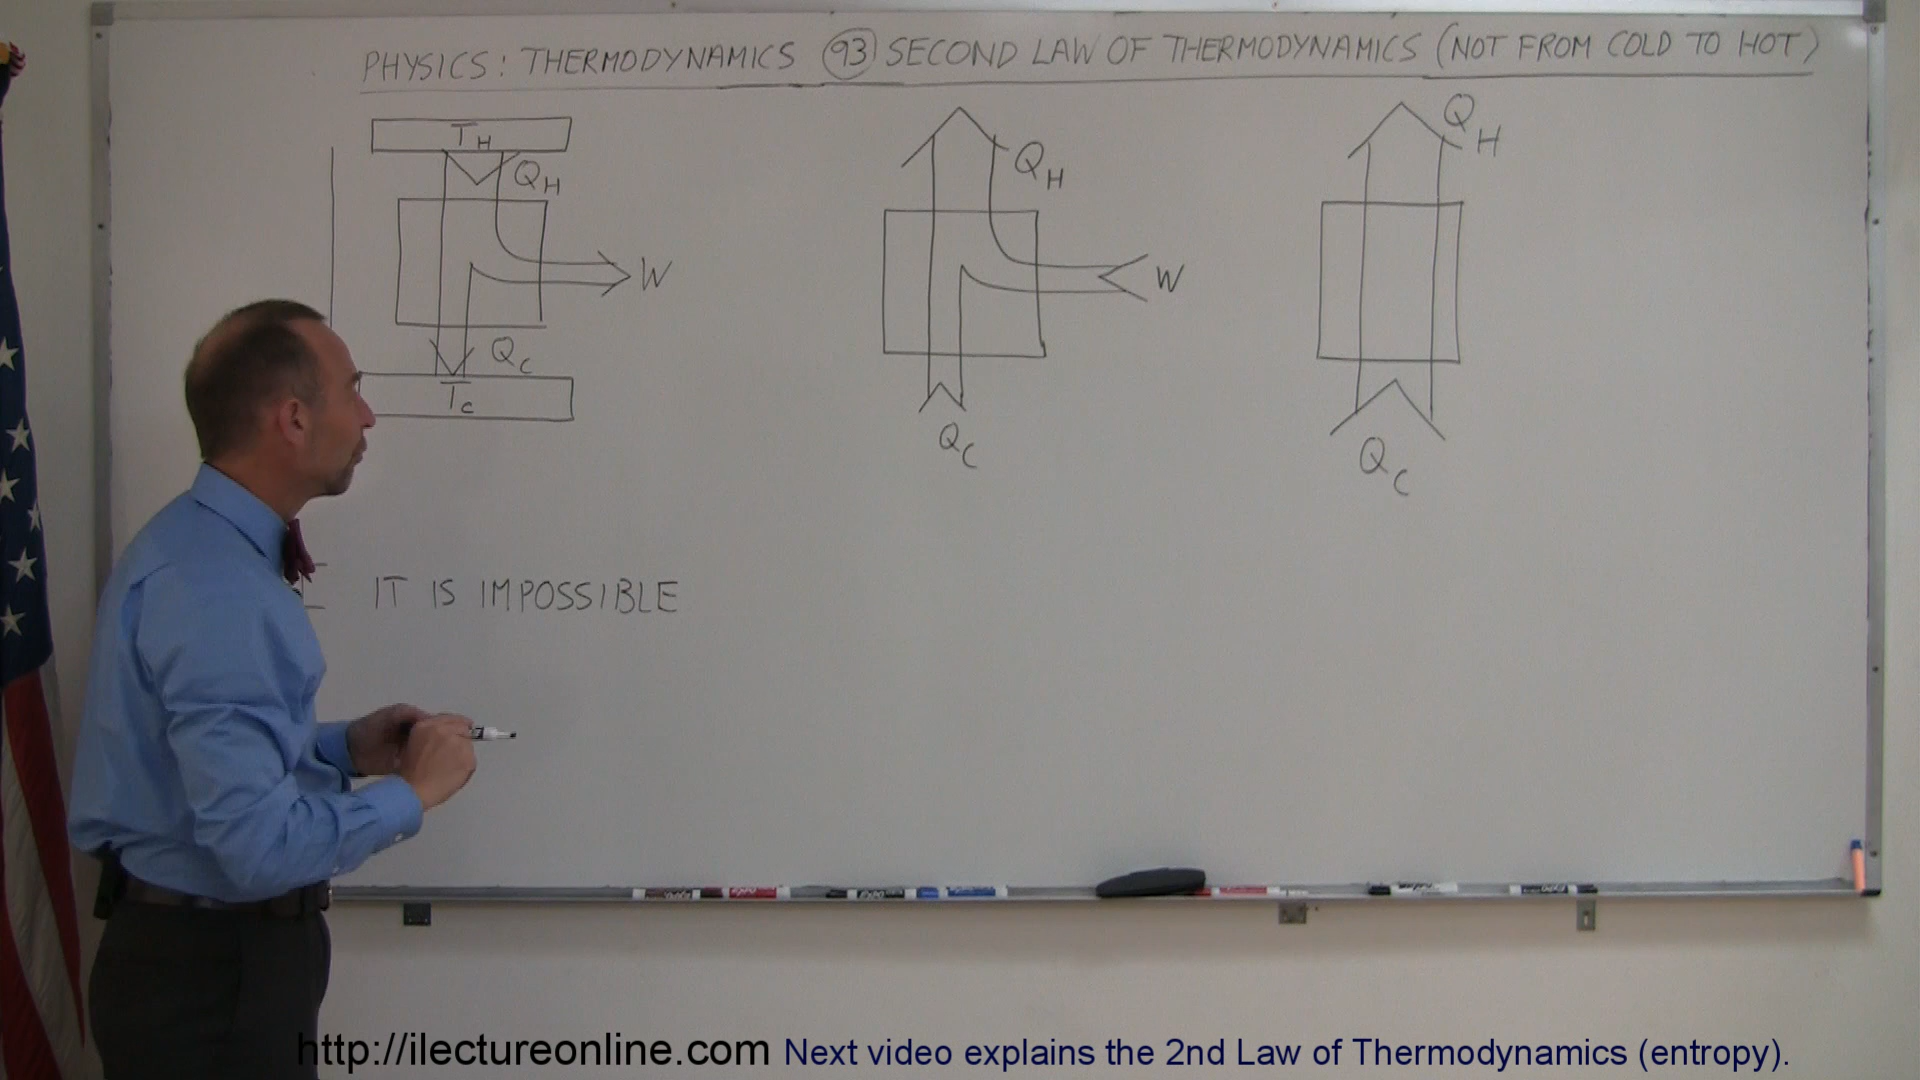 PHYSICS: THERMODYNAMICS 93 SECOND LAW OF THERMODYNAMICS (NOT FROM COLD TO HOT)
TH
QH
W
QC
TC
QH
W
QC
QH
QC
IT IS IMPOSSIBLE
http://ilectureonline.com Next video explains the 2nd Law of Thermodynamics (entropy).